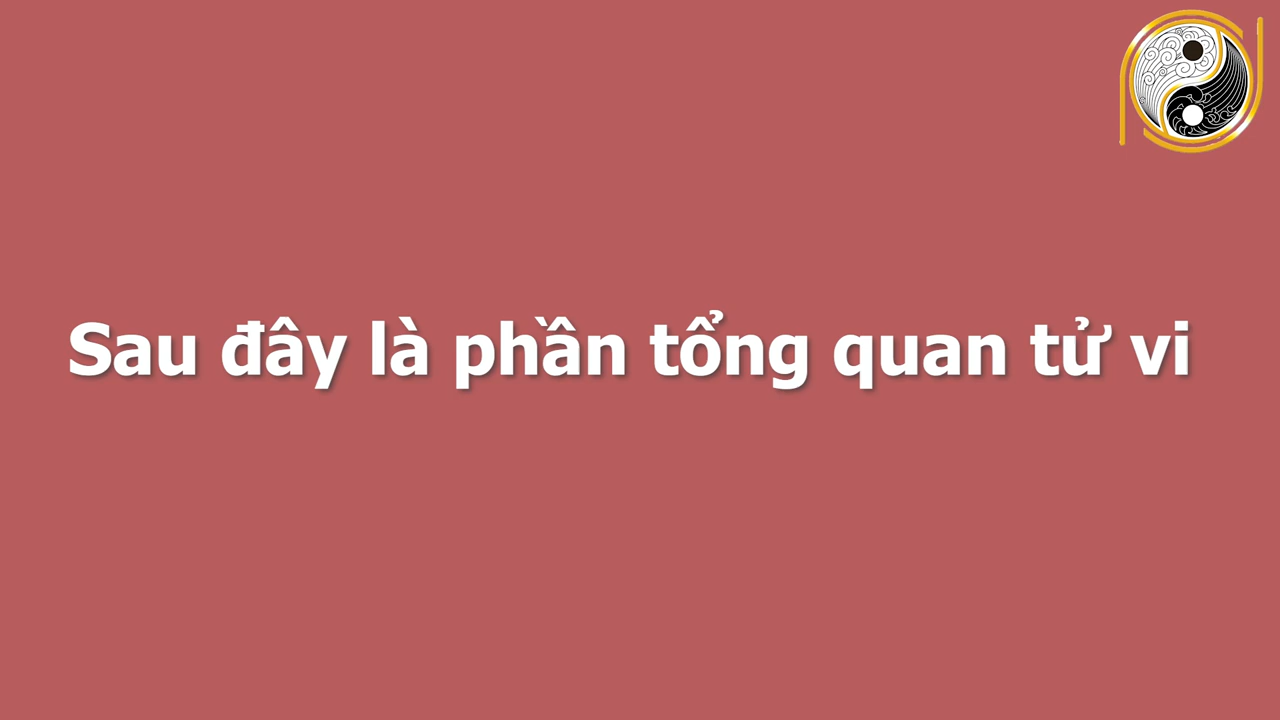 Sau đây là phần tổng quan tử vi